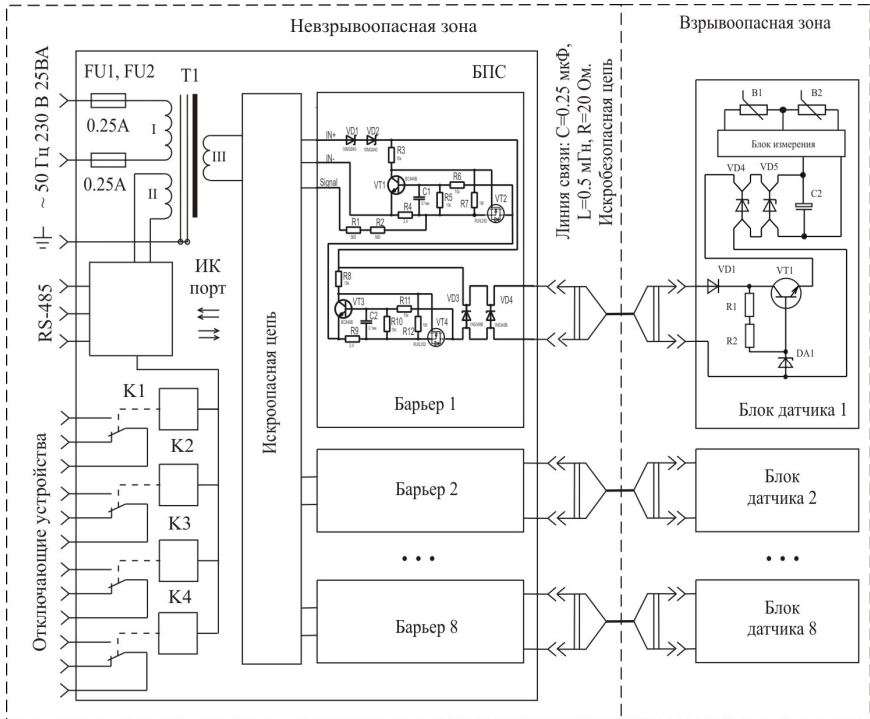 Невзрывоопасная зона
Взрывоопасная зона
БПС
FU1, FU2
T1
0.25А
0.25А
I
II
III
~ 50 Гц 230 В 25ВА
RS-485
ИК
порт
Отключающие устройства
K1
K2
K3
K4
Искроопасная цепь
IN+
IN-
Signal
VD1
VD2
R3
VT1
C1
R6
R5
R7
R4
VT2
R1
R2
R8
VT3
R11
C2
R10
R12
R9
VT4
VD3
VD4
Барьер 1
Барьер 2
• • •
Барьер 8
Линия связи: C=0.25 мкФ,
L=0.5 мГн, R=20 Ом.
Искробезопасная цепь
B1
B2
Блок измерения
VD4
VD5
C2
VD1
VT1
R1
R2
DA1
Блок датчика 1
Блок
датчика 2
• • •
Блок
датчика 8